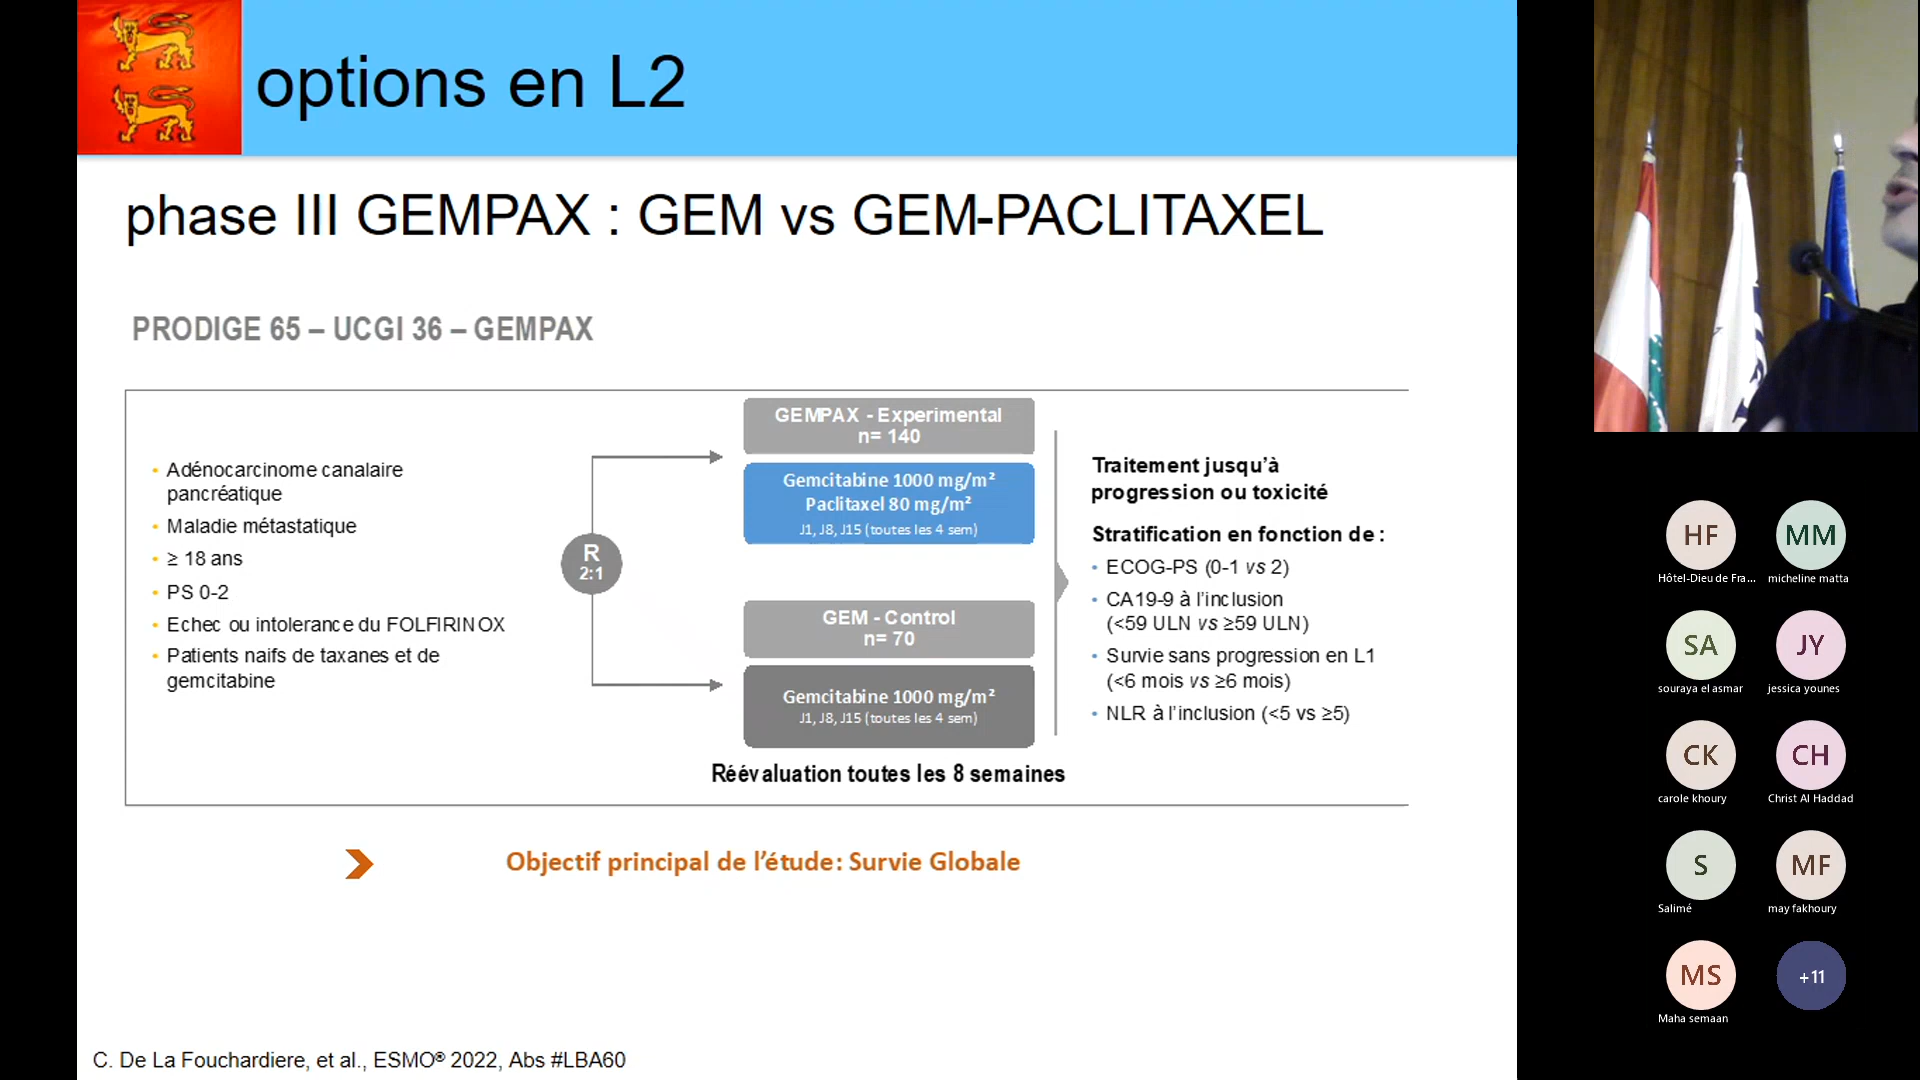 options en L2
phase III GEMPAX : GEM vs GEM-PACLITAXEL
PRODIGE 65 – UCGI 36 – GEMPAX
• Adénocarcinome canalaire
pancréatique
• Maladie métastatique
• ≥ 18 ans
• PS 0-2
• Echec ou intolerance du FOLFIRINOX
• Patients naifs de taxanes et de
gemcitabine
R
2:1
GEMPAX - Experimental
n= 140
Gemcitabine 1000 mg/m²
Paclitaxel 80 mg/m²
J1, J8, J15 (toutes les 4 sem)
GEM - Control
n= 70
Gemcitabine 1000 mg/m²
J1, J8, J15 (toutes les 4 sem)
Réévaluation toutes les 8 semaines
Traitement jusqu’à
progression ou toxicité
Stratification en fonction de :
• ECOG-PS (0-1 vs 2)
• CA19-9 à l’inclusion
(<59 ULN vs ≥59 ULN)
• Survie sans progression en L1
(<6 mois vs ≥6 mois)
• NLR à l’inclusion (<5 vs ≥5)
Objectif principal de l’étude: Survie Globale
C. De La Fouchardiere, et al., ESMO® 2022, Abs #LBA60
HF
Hôtel-Dieu de Fra...
MM
micheline matta
SA
souraya el asmar
JY
jessica younes
CK
carole khoury
CH
Christ Al Haddad
S
Salimé
MF
may fakhoury
MS
Maha semaan
+11